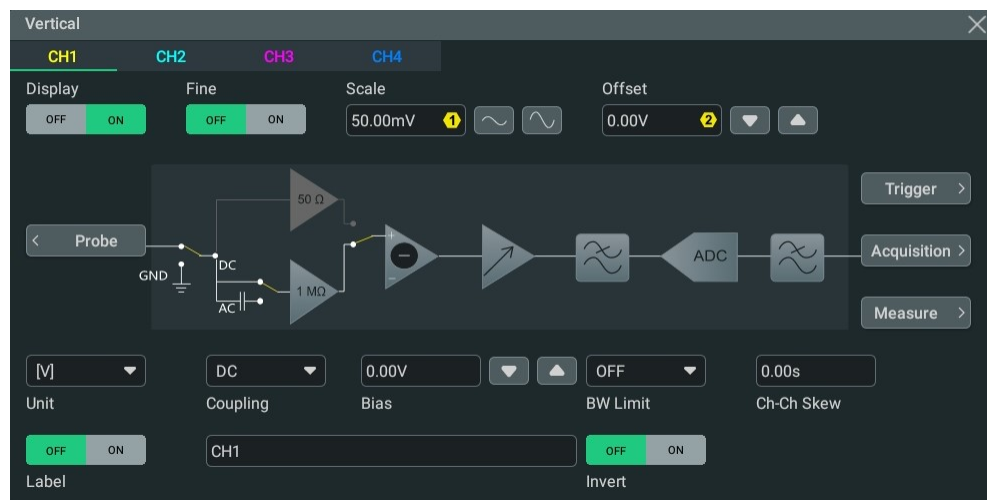 Vertical
CH1 CH2 CH3 CH4
Display Fine Scale Offset
OFF ON OFF ON 50.00mV 1 0.00V 2
50 Ω
Trigger
Probe
+
Acquisition
ADC
DC
GND
1 MΩ
AC
Measure
[V] DC 0.00V OFF 0.00s
Unit Coupling Bias BW Limit Ch-Ch Skew
OFF ON CH1 OFF ON
Label Invert